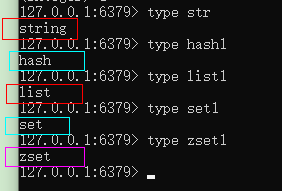 127.0.0.1:6379> type str
string
127.0.0.1:6379> type hash1
hash
127.0.0.1:6379> type list1
list
127.0.0.1:6379> type set1
set
127.0.0.1:6379> type zset1
zset
127.0.0.1:6379>